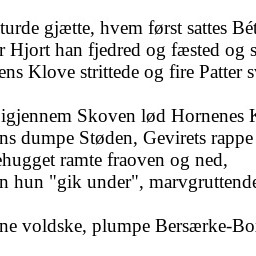 turde gjætte, hvem først sattes Bét
r Hjort han fjedred og fæsted og s
ens Klove strittede og fire Patter sv
igjennem Skoven lød Hornenes K
ns dumpe Støden, Gevirets rappe
ehugget ramte fraoven og ned,
n hun "gik under", marvgruttende
ne voldske, plumpe Bersærke-Bo